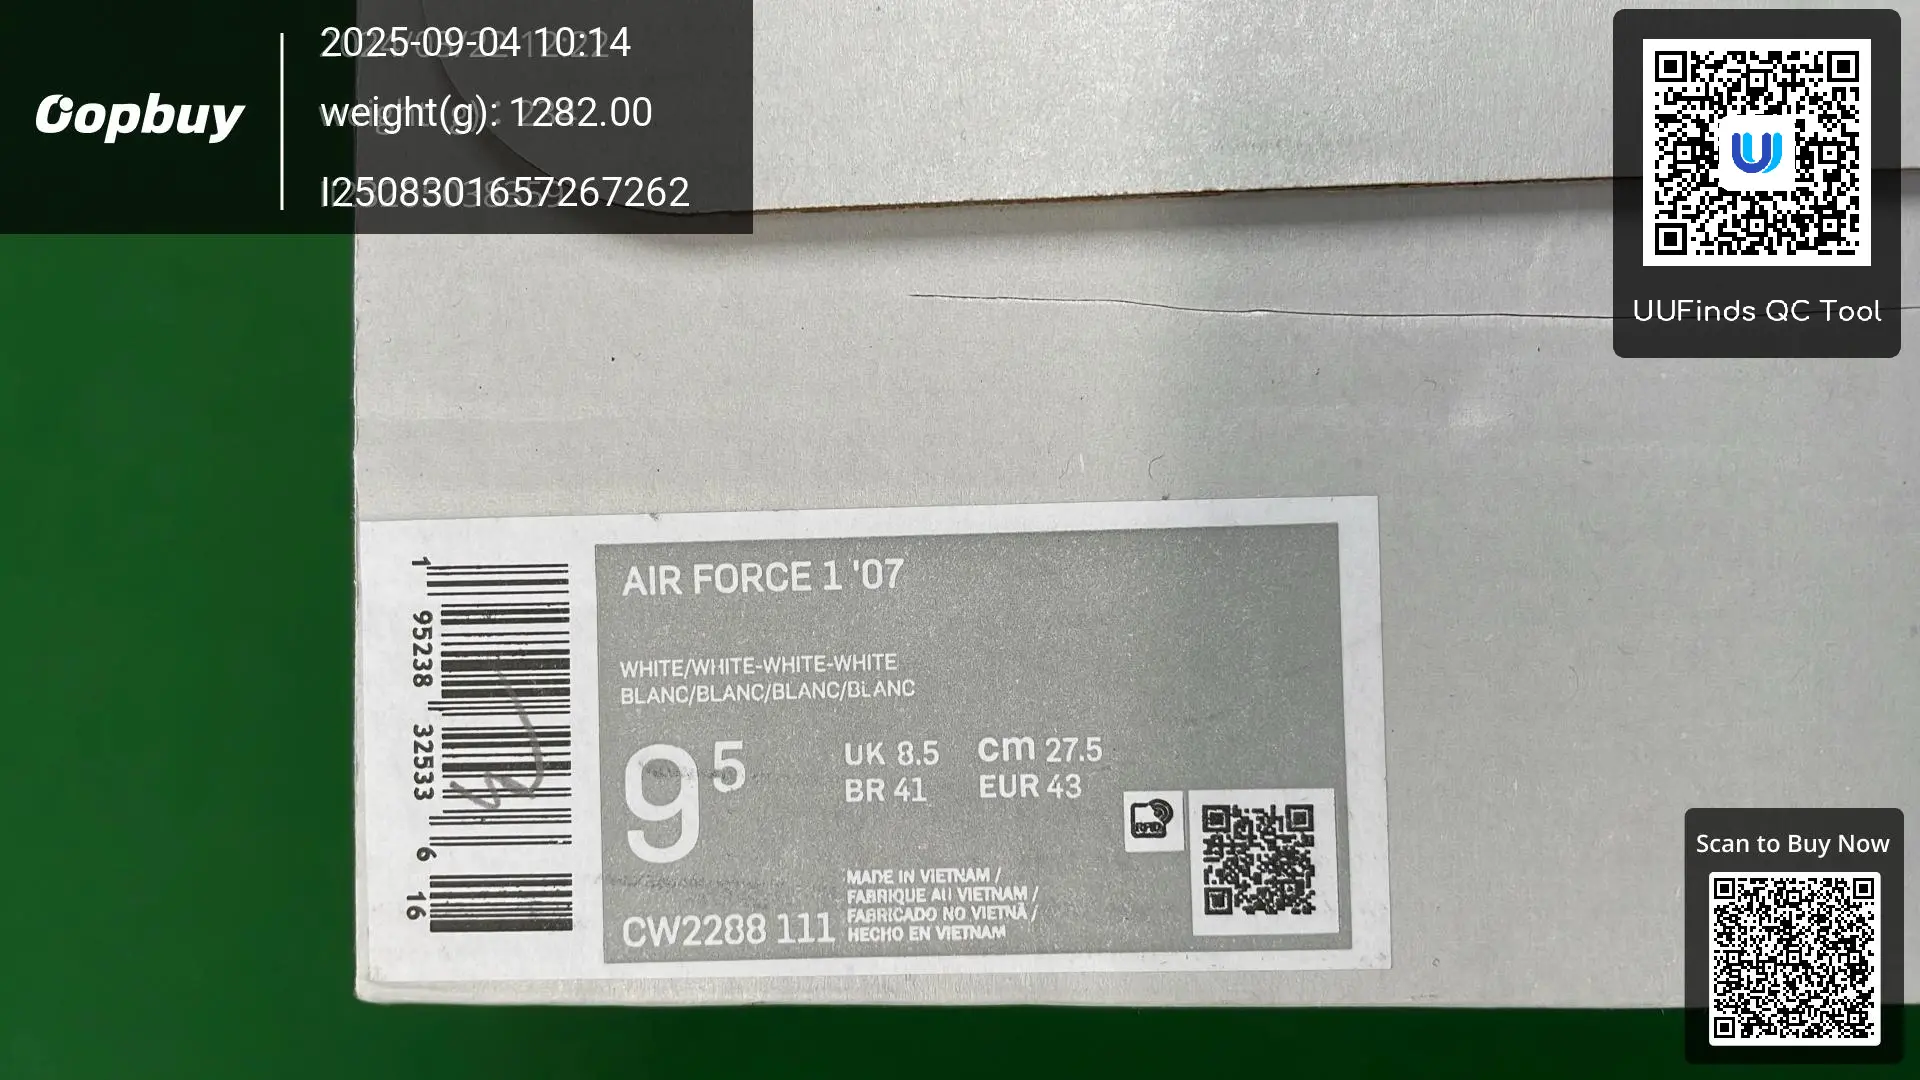 Oopbuy
2025-09-04 10:14
weight(g): 1282.00
I2508301657267262
UUFinds QC Tool
AIR FORCE 1 '07
WHITE/WHITE-WHITE-WHITE
BLANC/BLANC/BLANC/BLANC
9 5
UK 8.5 cm 27.5
BR 41 EUR 43
RFID
MADE IN VIETNAM /
FABRIQUE AU VIETNAM /
FABRICADO NO VIETNÃ /
HECHO EN VIETNAM
CW2288 111
1 95238 32533 6 16
Scan to Buy Now